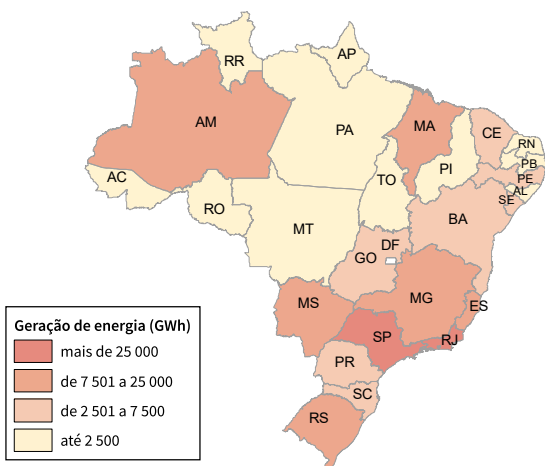 RR
AP
AM
PA
MA
CE
RN
PB
PE
AL
SE
PI
AC
TO
RO
BA
MT
DF
GO
MG
ES
MS
SP
RJ
PR
SC
RS
Geração de energia (GWh)
mais de 25 000
de 7 501 a 25 000
de 2 501 a 7 500
até 2 500